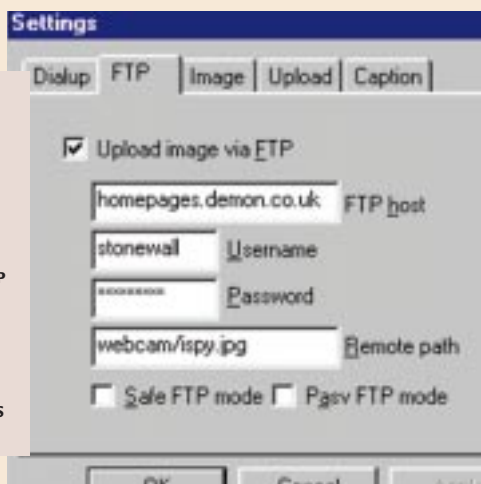 Settings
Dialup FTP Image Upload Caption
Upload image via FTP
homepages.demon.co.uk FTP host
stonewall Username
******** Password
webcam/ispy.jpg Remote path
Safe FTP mode Pasv FTP mode
OK Cancel